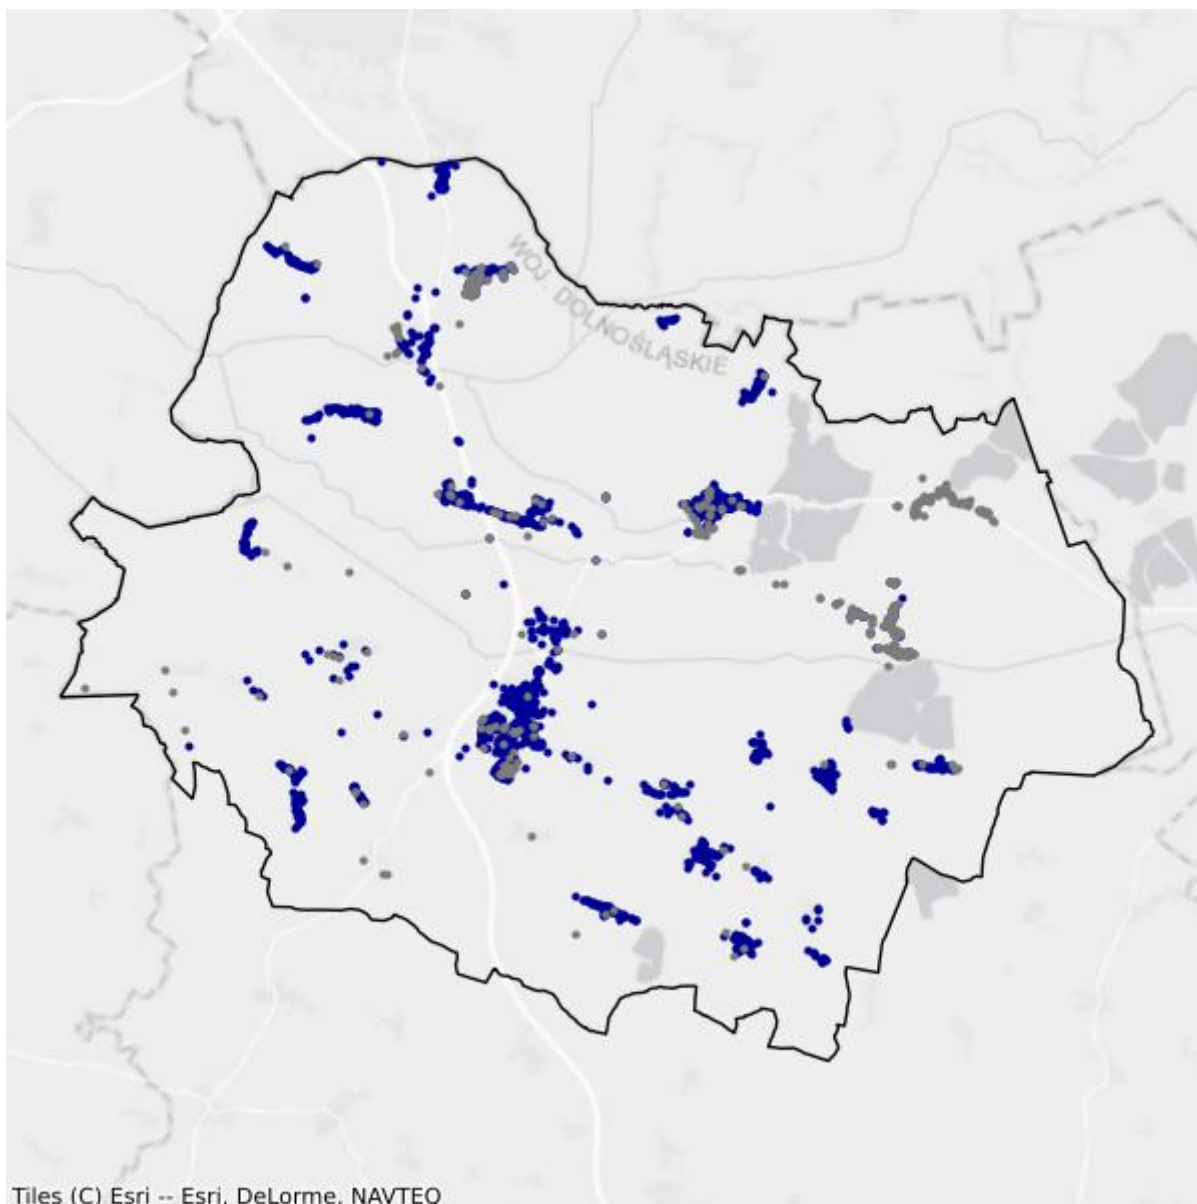 WOJ. DOLNOŚLĄSKIE
Tiles (C) Esri -- Esri, DeLorme, NAVTEQ